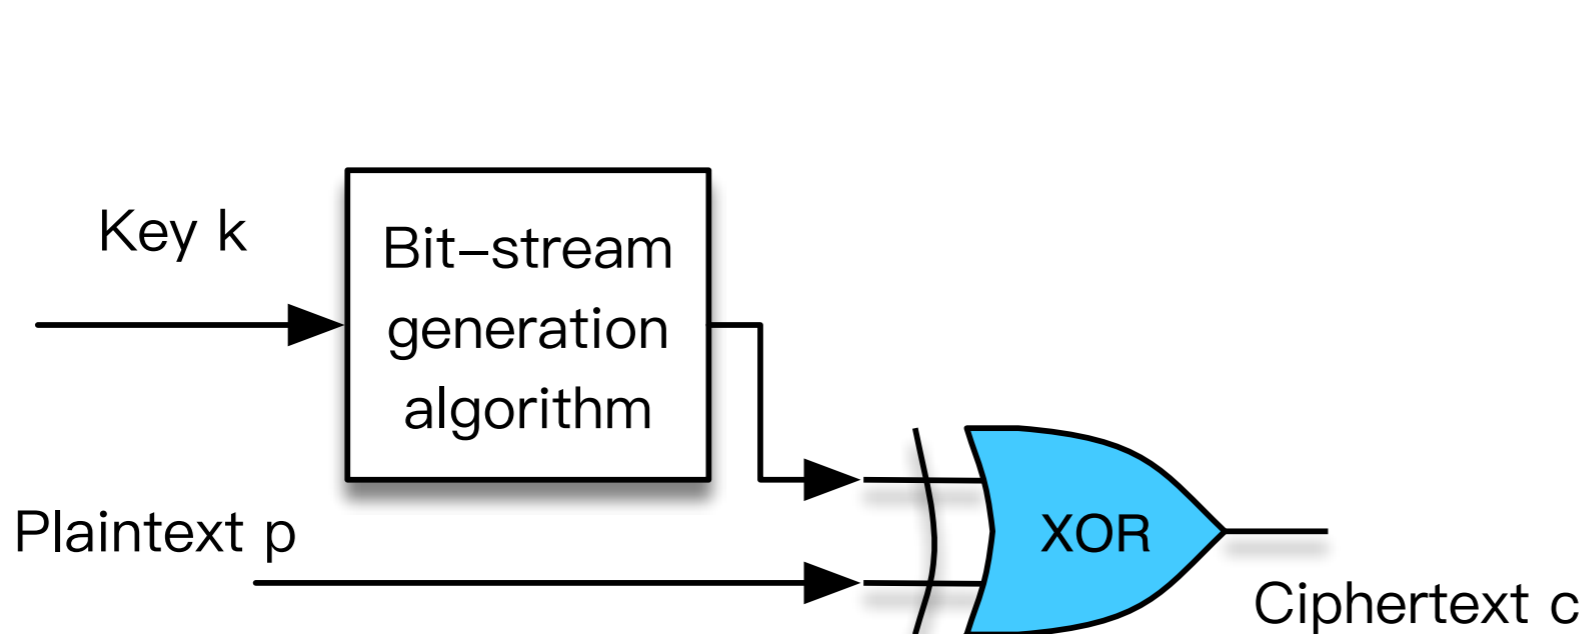 Key k
Bit–stream
generation
algorithm
Plaintext p
XOR
Ciphertext c